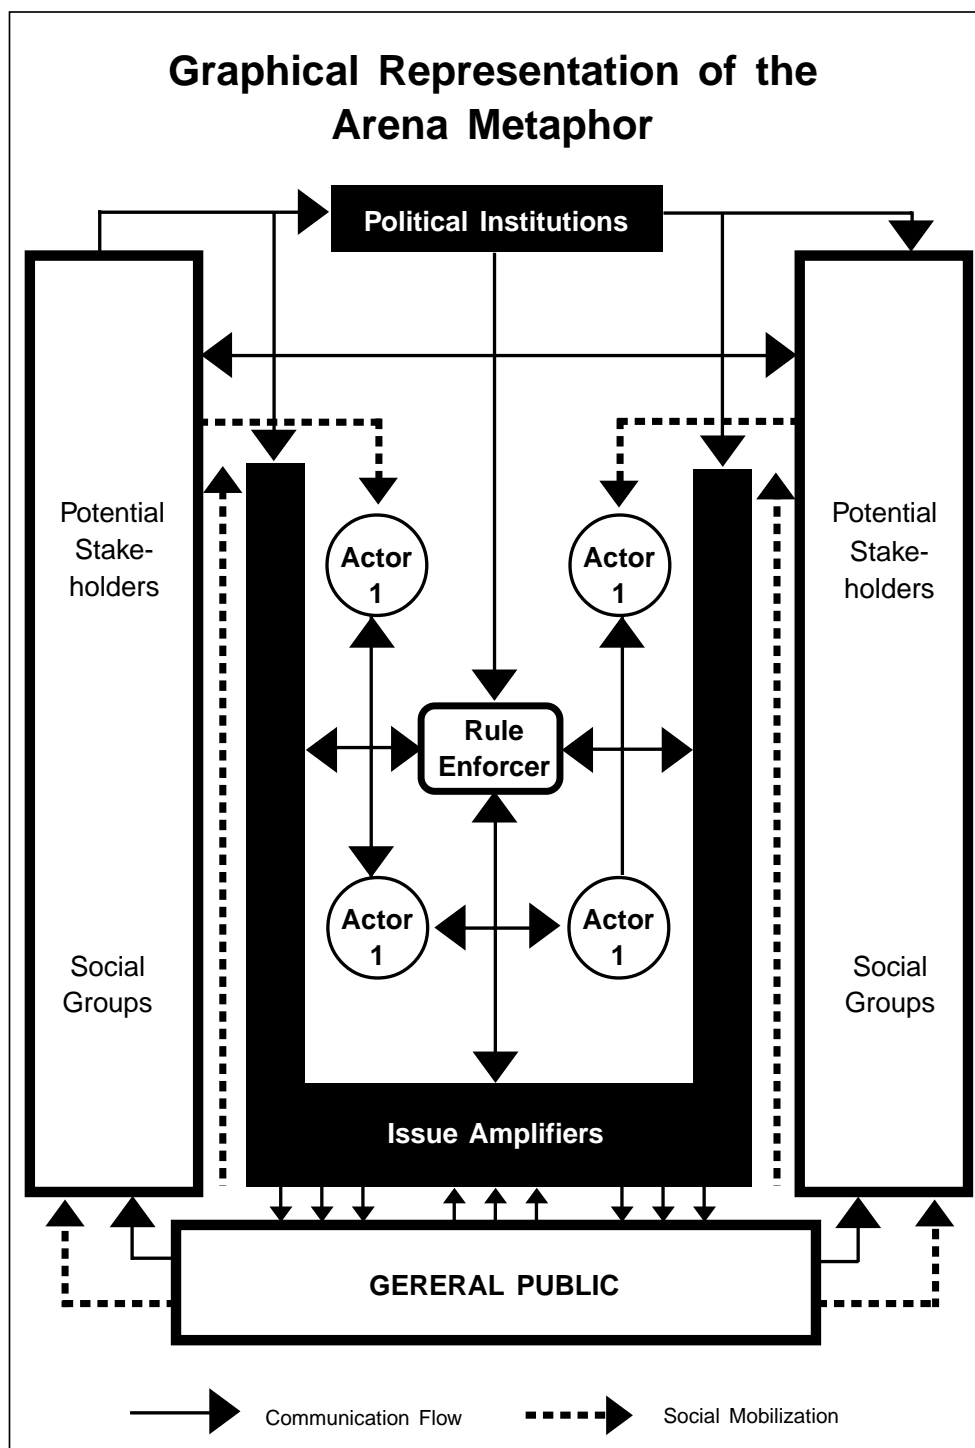 Graphical Representation of the
Arena Metaphor
Political Institutions
Potential
Stake-
holders
Social
Groups
Actor
1
Actor
1
Rule
Enforcer
Actor
1
Actor
1
Potential
Stake-
holders
Social
Groups
Issue Amplifiers
GERERAL PUBLIC
Communication Flow
Social Mobilization